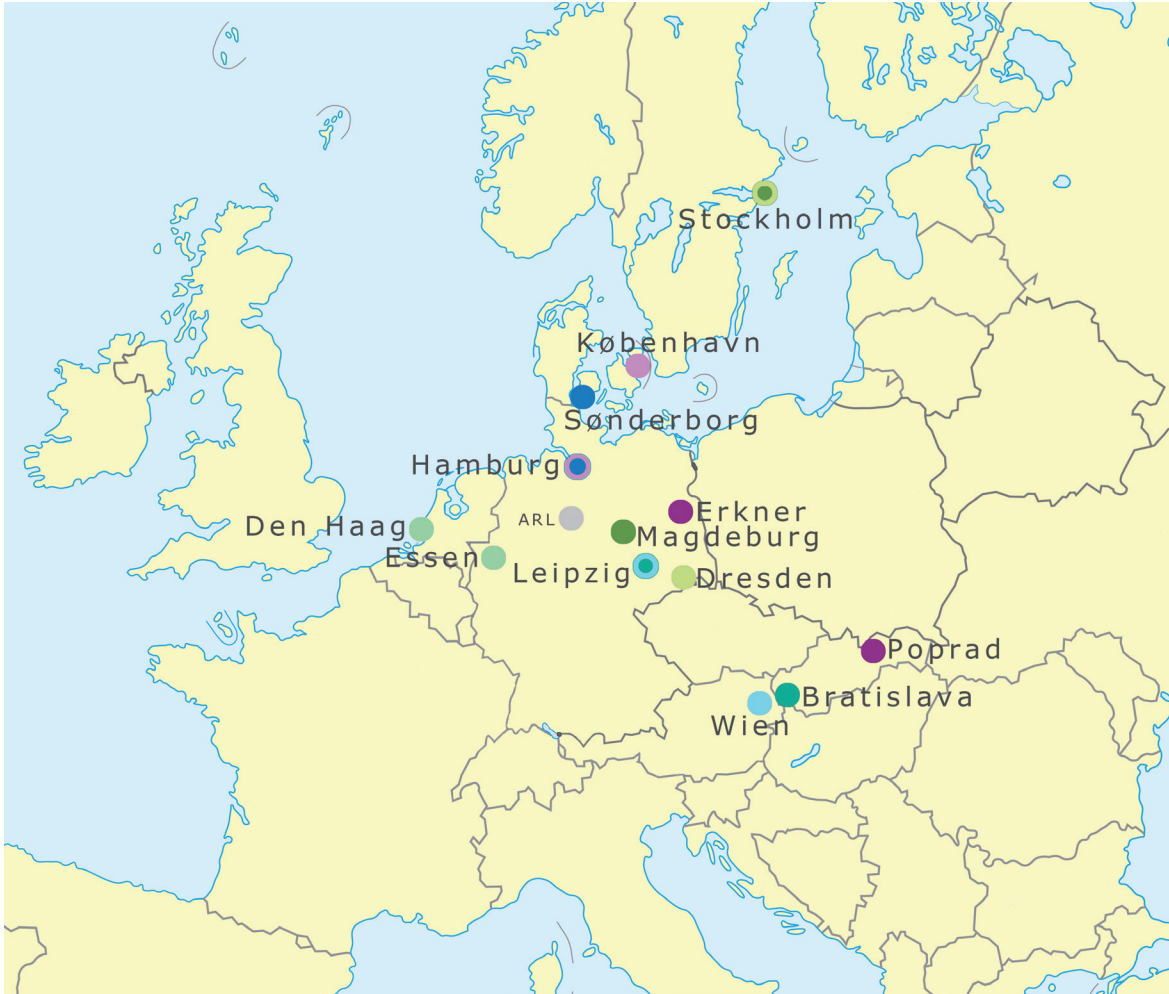 Stockholm
København
Sønderborg
Hamburg
Erkner
ARL
Den Haag
Magdeburg
Essen
Leipzig
Dresden
Poprad
Bratislava
Wien